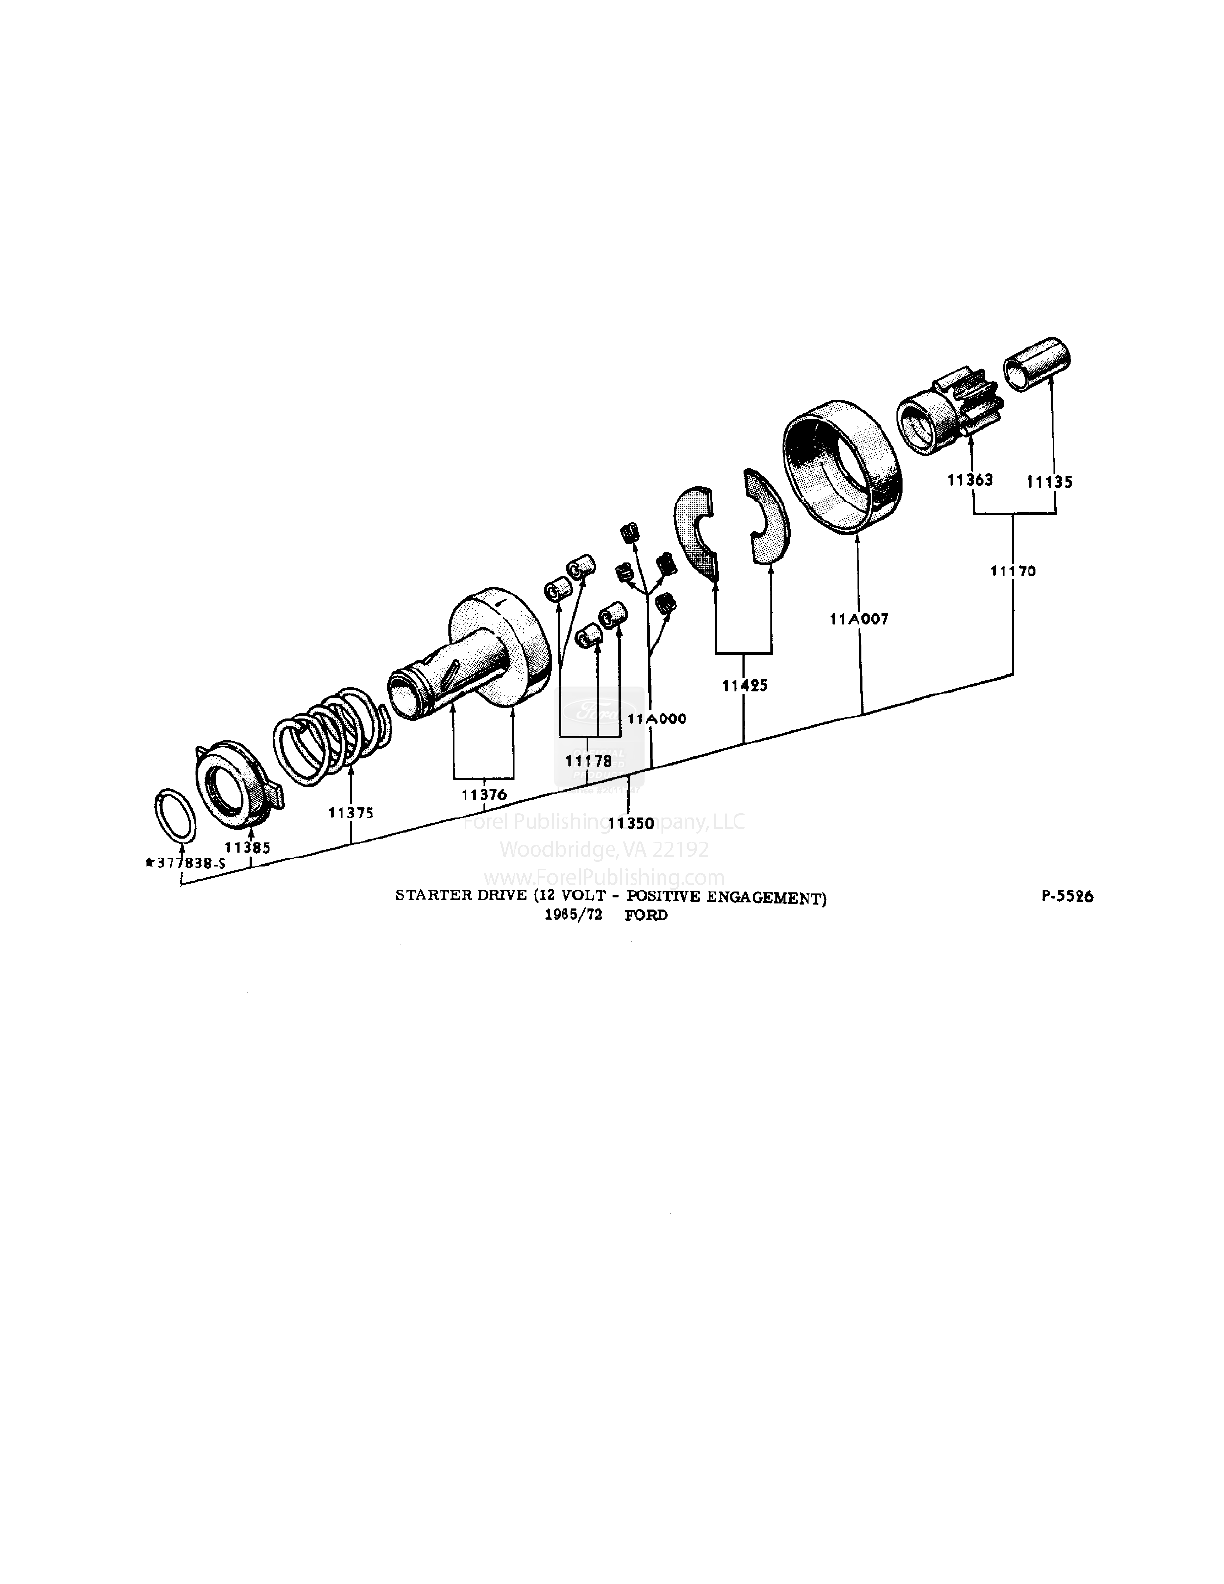 11363 11135
11170
11A007
11425
11A000
11178
11376
11375
11350
11385
*377838-S
Ford
Forel Publishing Company, LLC
Woodbridge, VA 22192
www.ForelPublishing.com
STARTER DRIVE (12 VOLT - POSITIVE ENGAGEMENT) P-5526
1965/72 FORD